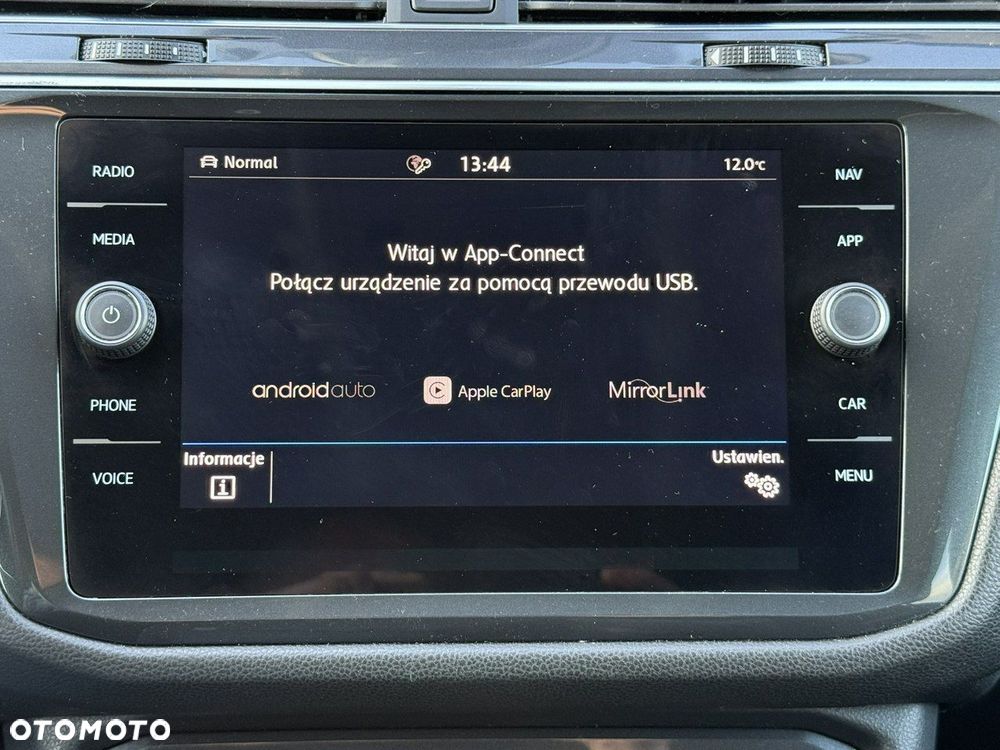 Normal 13:44 12.0°C
RADIO
NAV
MEDIA
APP
Witaj w App-Connect
Połącz urządzenie za pomocą przewodu USB.
androidauto Apple CarPlay MirrorLink
PHONE
CAR
Informacje
Ustawien.
VOICE
MENU
OTOMOTO